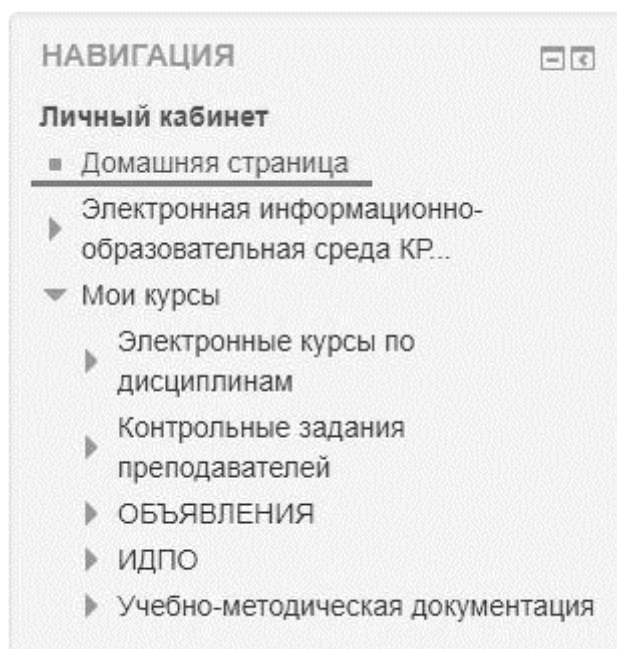 НАВИГАЦИЯ
Личный кабинет
Домашняя страница
Электронная информационно-
образовательная среда КР...
Мои курсы
Электронные курсы по
дисциплинам
Контрольные задания
преподавателей
ОБЪЯВЛЕНИЯ
ИДПО
Учебно-методическая документация